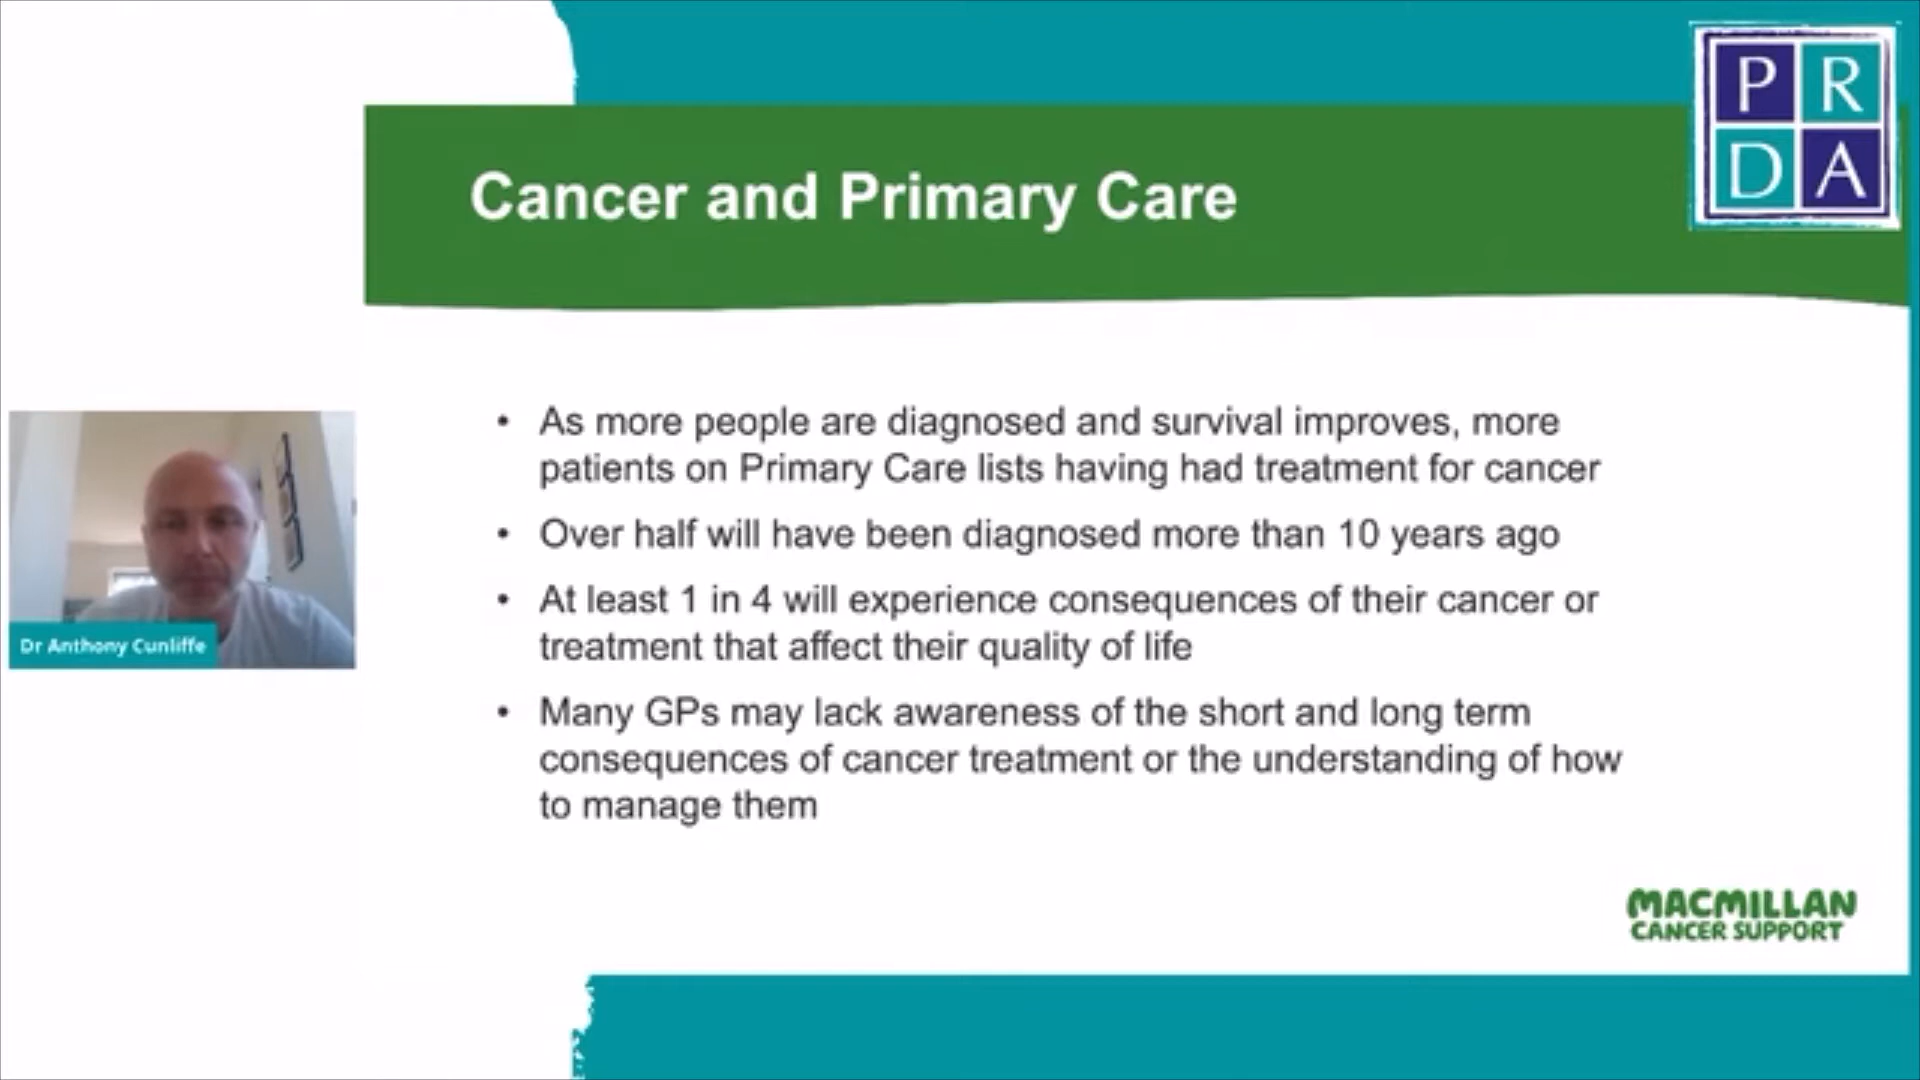 P R
D A
Cancer and Primary Care
• As more people are diagnosed and survival improves, more
patients on Primary Care lists having had treatment for cancer
• Over half will have been diagnosed more than 10 years ago
• At least 1 in 4 will experience consequences of their cancer or
treatment that affect their quality of life
• Many GPs may lack awareness of the short and long term
consequences of cancer treatment or the understanding of how
to manage them
Dr Anthony Cunliffe
MACMILLAN
CANCER SUPPORT